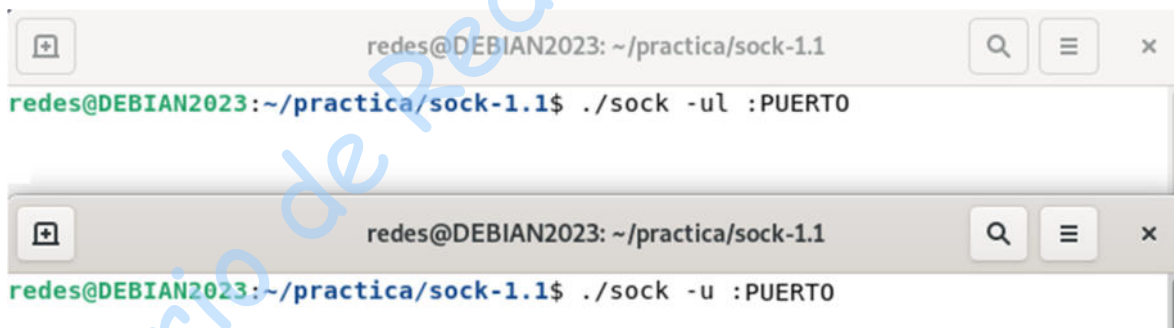 redes@DEBIAN2023: ~/practica/sock-1.1
redes@DEBIAN2023:~/practica/sock-1.1$ ./sock -ul :PUERTO
redes@DEBIAN2023: ~/practica/sock-1.1
redes@DEBIAN2023:~/practica/sock-1.1$ ./sock -u :PUERTO
de